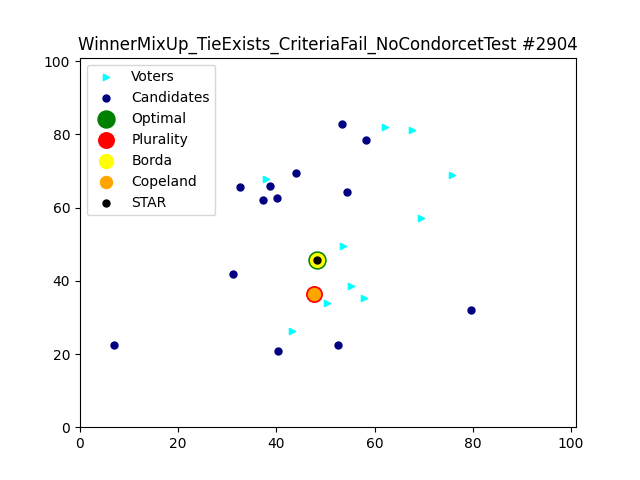 WinnerMixUp_TieExists_CriteriaFail_NoCondorcetTest #2904
100
80
60
40
20
0
Voters
Candidates
Optimal
Plurality
Borda
Copeland
STAR
0 20 40 60 80 100